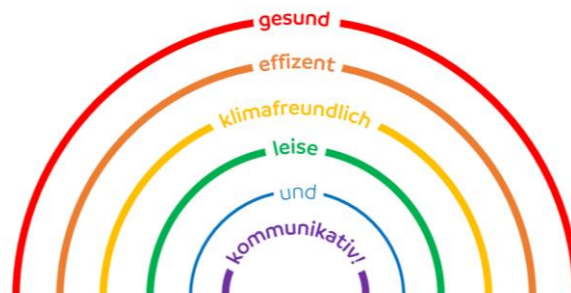 gesund
effizent
klimafreundlich
leise
und
kommunikativ!